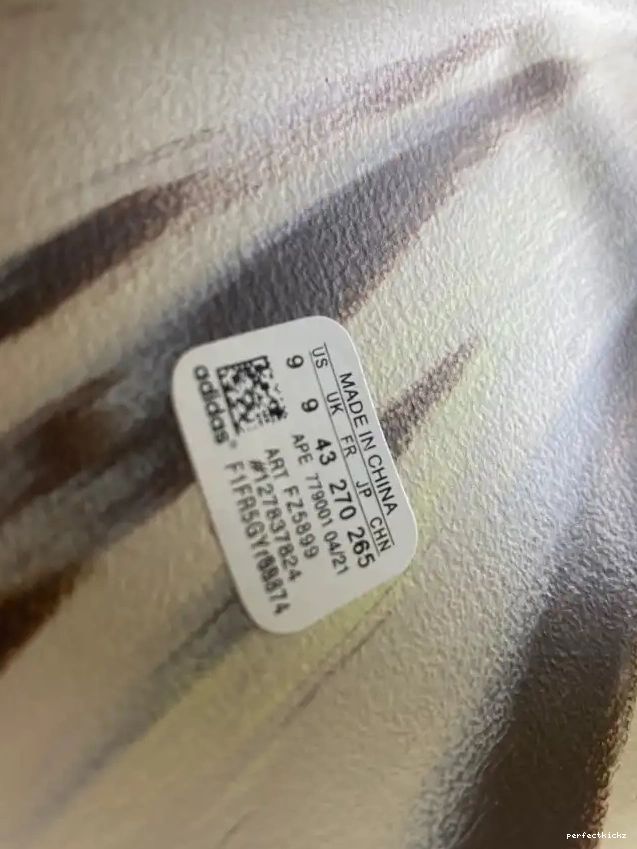 MADE IN CHINA
US UK FR JP CHN
9 9 43 270 265
APE 779001 04/21
ART FZ5899
#127837824
adidas
perfectkickz